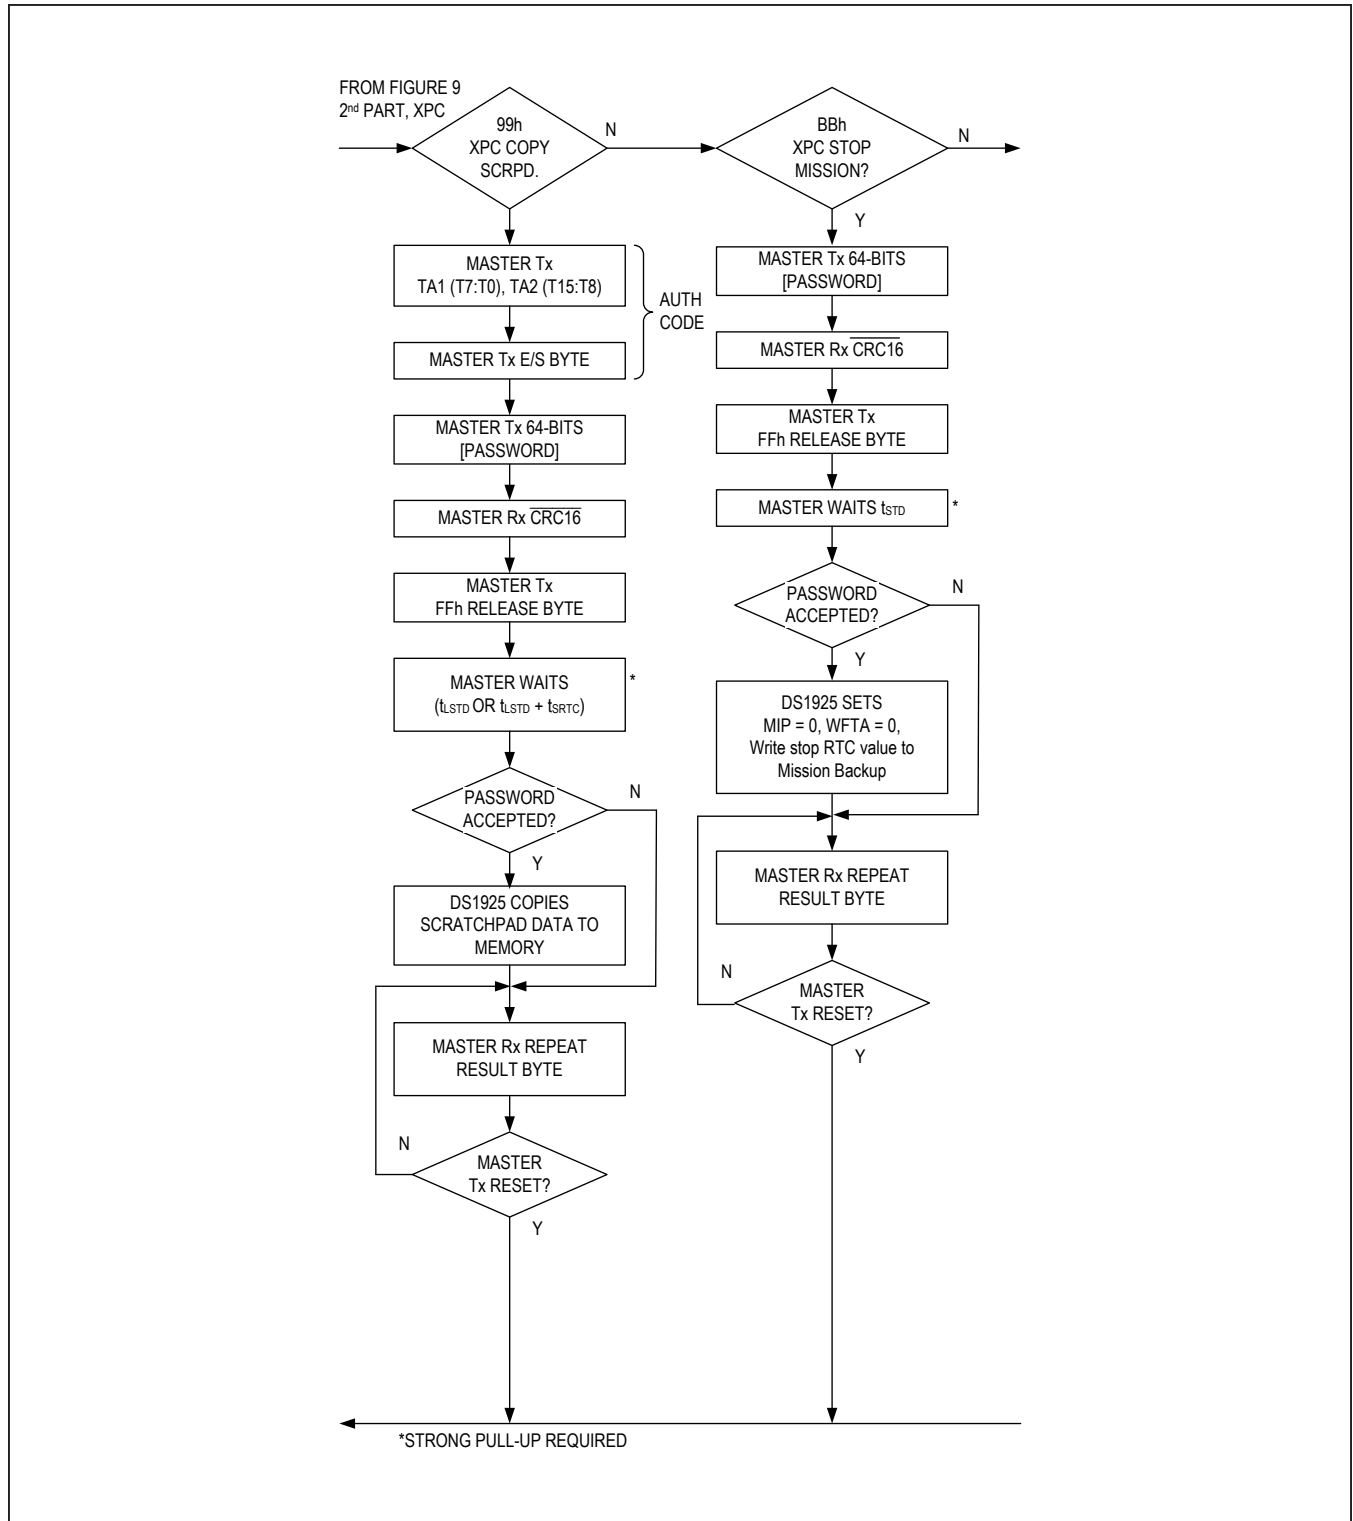 FROM FIGURE 9
2nd PART, XPC
99h
XPC COPY
SCRPD.
N
MASTER Tx
TA1 (T7:T0), TA2 (T15:T8)
MASTER Tx E/S BYTE
AUTH
CODE
MASTER Tx 64-BITS
[PASSWORD]
MASTER Rx CRC16
MASTER Tx
FFh RELEASE BYTE
MASTER WAITS
(tLSTD OR tLSTD + tSRTC)
*
PASSWORD
ACCEPTED?
N
Y
DS1925 COPIES
SCRATCHPAD DATA TO
MEMORY
MASTER Rx REPEAT
RESULT BYTE
N
MASTER
Tx RESET?
Y
BBh
XPC STOP
MISSION?
N
Y
MASTER Tx 64-BITS
[PASSWORD]
MASTER Rx CRC16
MASTER Tx
FFh RELEASE BYTE
MASTER WAITS tSTD
*
PASSWORD
ACCEPTED?
N
Y
DS1925 SETS
MIP = 0, WFTA = 0,
Write stop RTC value to
Mission Backup
MASTER Rx REPEAT
RESULT BYTE
N
MASTER
Tx RESET?
Y
*STRONG PULL-UP REQUIRED